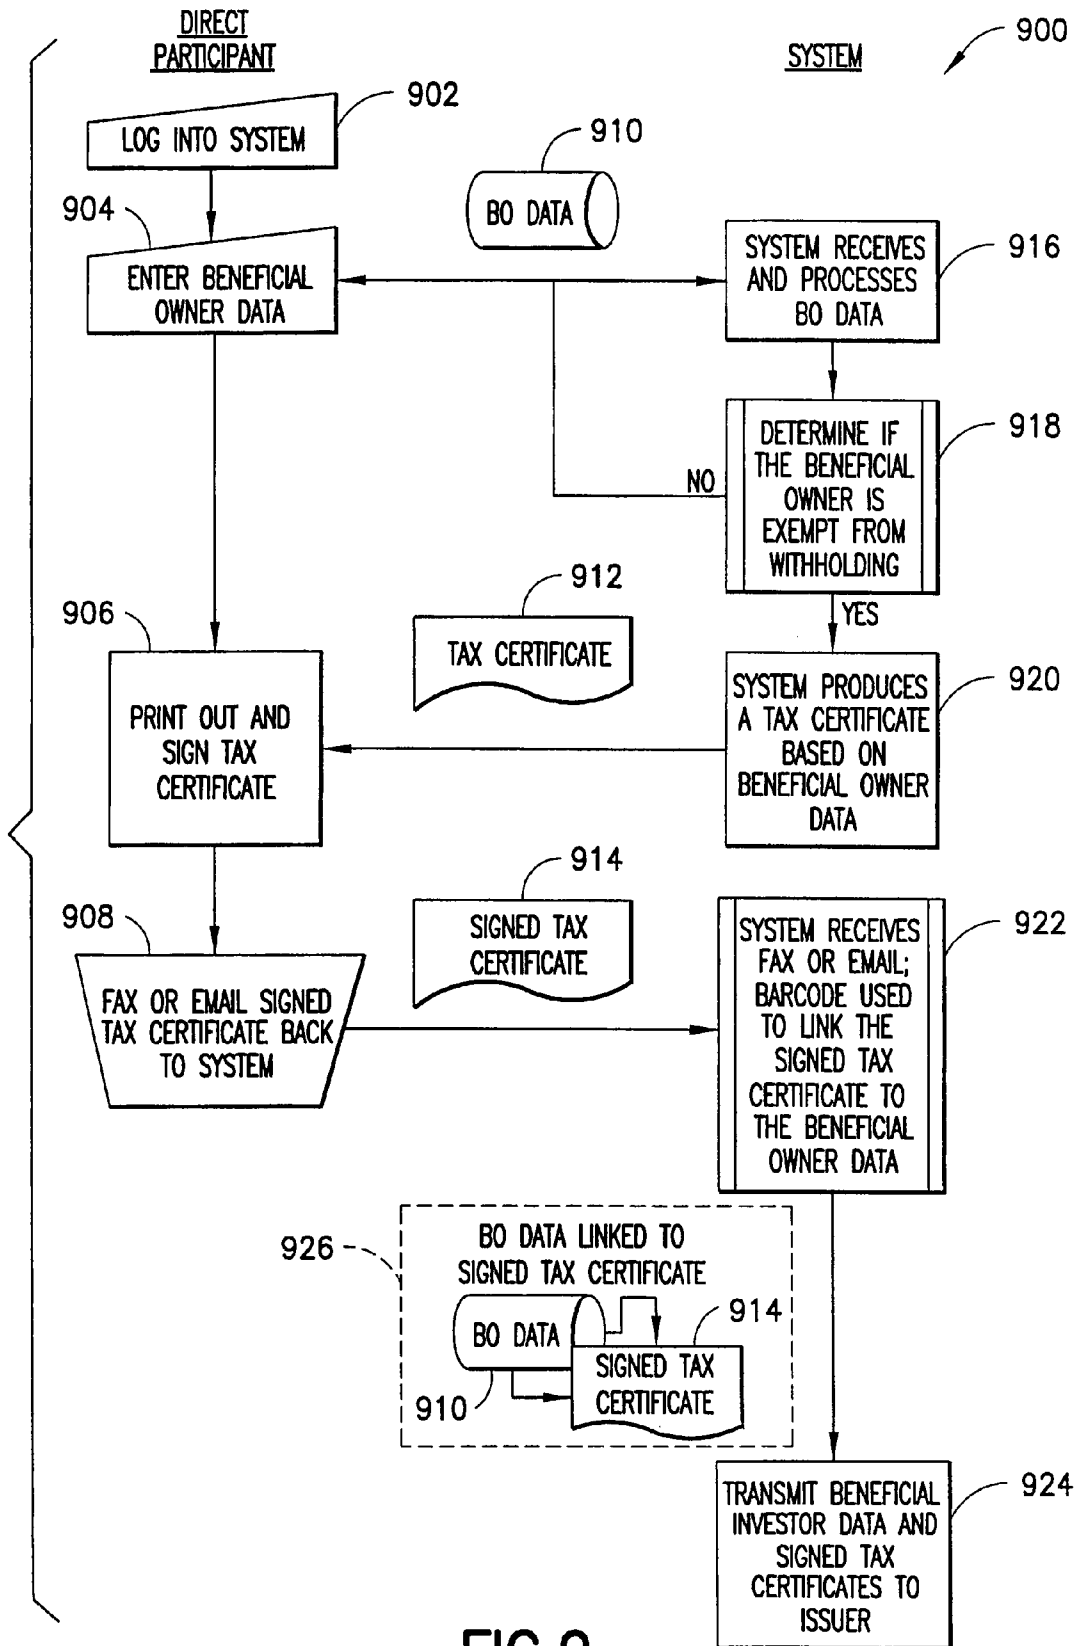 DIRECT
PARTICIPANT
SYSTEM
900
902
LOG INTO SYSTEM
910
BO DATA
904
ENTER BENEFICIAL
OWNER DATA
SYSTEM RECEIVES
AND PROCESSES
BO DATA
916
DETERMINE IF
THE BENEFICIAL
OWNER IS
EXEMPT FROM
WITHHOLDING
918
NO
YES
912
TAX CERTIFICATE
906
PRINT OUT AND
SIGN TAX
CERTIFICATE
SYSTEM PRODUCES
A TAX CERTIFICATE
BASED ON
BENEFICIAL OWNER
DATA
920
914
SIGNED TAX
CERTIFICATE
908
FAX OR EMAIL SIGNED
TAX CERTIFICATE BACK
TO SYSTEM
SYSTEM RECEIVES
FAX OR EMAIL;
BARCODE USED
TO LINK THE
SIGNED TAX
CERTIFICATE TO
THE BENEFICIAL
OWNER DATA
922
926
BO DATA LINKED TO
SIGNED TAX CERTIFICATE
BO DATA
910
914
SIGNED TAX
CERTIFICATE
TRANSMIT BENEFICIAL
INVESTOR DATA AND
SIGNED TAX
CERTIFICATES TO
ISSUER
924